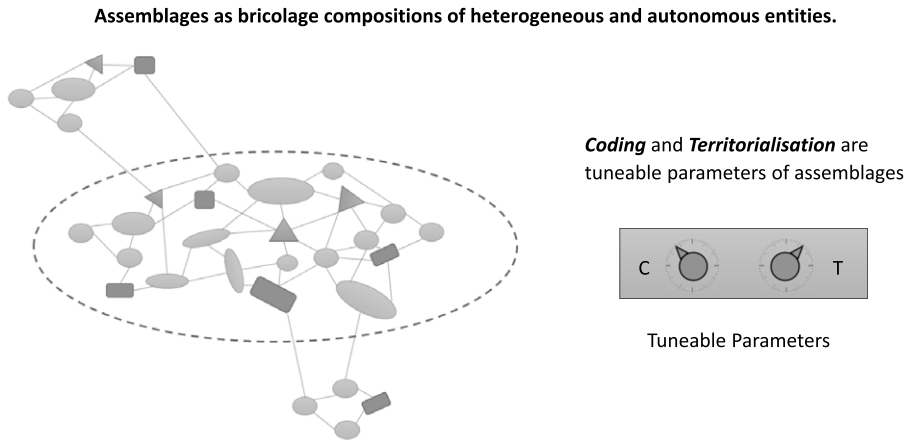 Assemblages as bricolage compositions of heterogeneous and autonomous entities.
Coding and Territorialisation are
tuneable parameters of assemblages
C
T
Tuneable Parameters